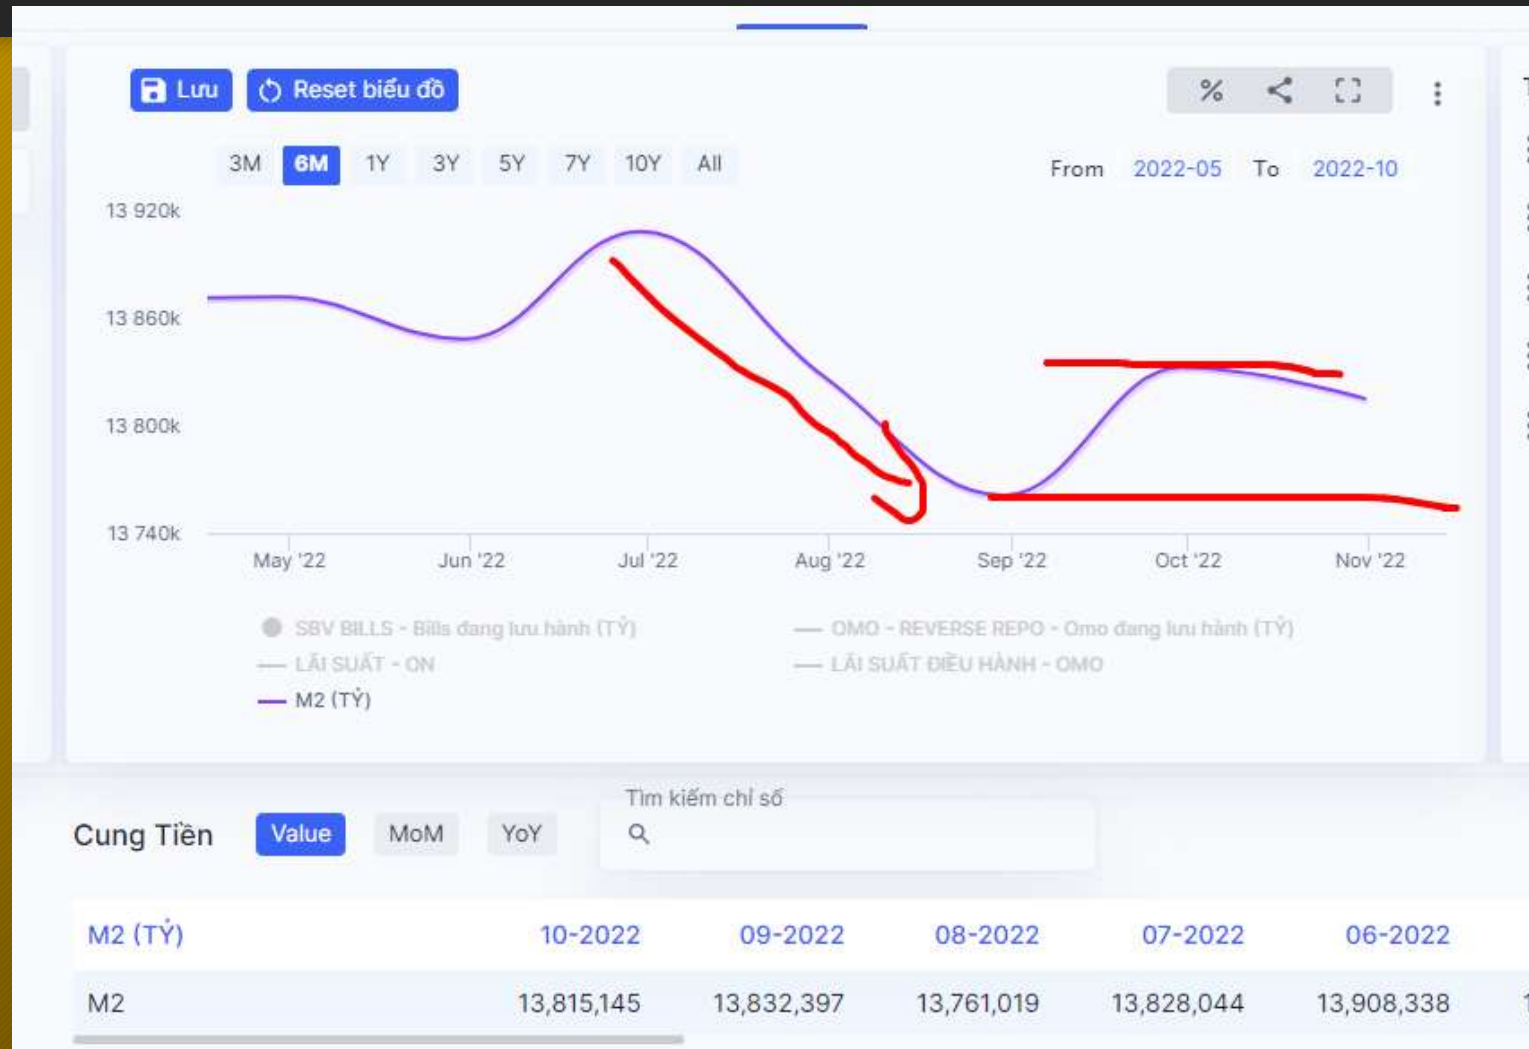 Lưu Reset biểu đồ %
3M 6M 1Y 3Y 5Y 7Y 10Y All From 2022-05 To 2022-10
13 920k
13 860k
13 800k
13 740k
May '22 Jun '22 Jul '22 Aug '22 Sep '22 Oct '22 Nov '22
SBV BILLS - Bills đang lưu hành (TỶ) OMO - REVERSE REPO - Omo đang lưu hành (TỶ)
LÃI SUẤT - ON LÃI SUẤT ĐIỀU HÀNH - OMO
M2 (TỶ)
Tìm kiếm chỉ số
Cung Tiền Value MoM YoY
M2 (TỶ) 10-2022 09-2022 08-2022 07-2022 06-2022
M2 13,815,145 13,832,397 13,761,019 13,828,044 13,908,338